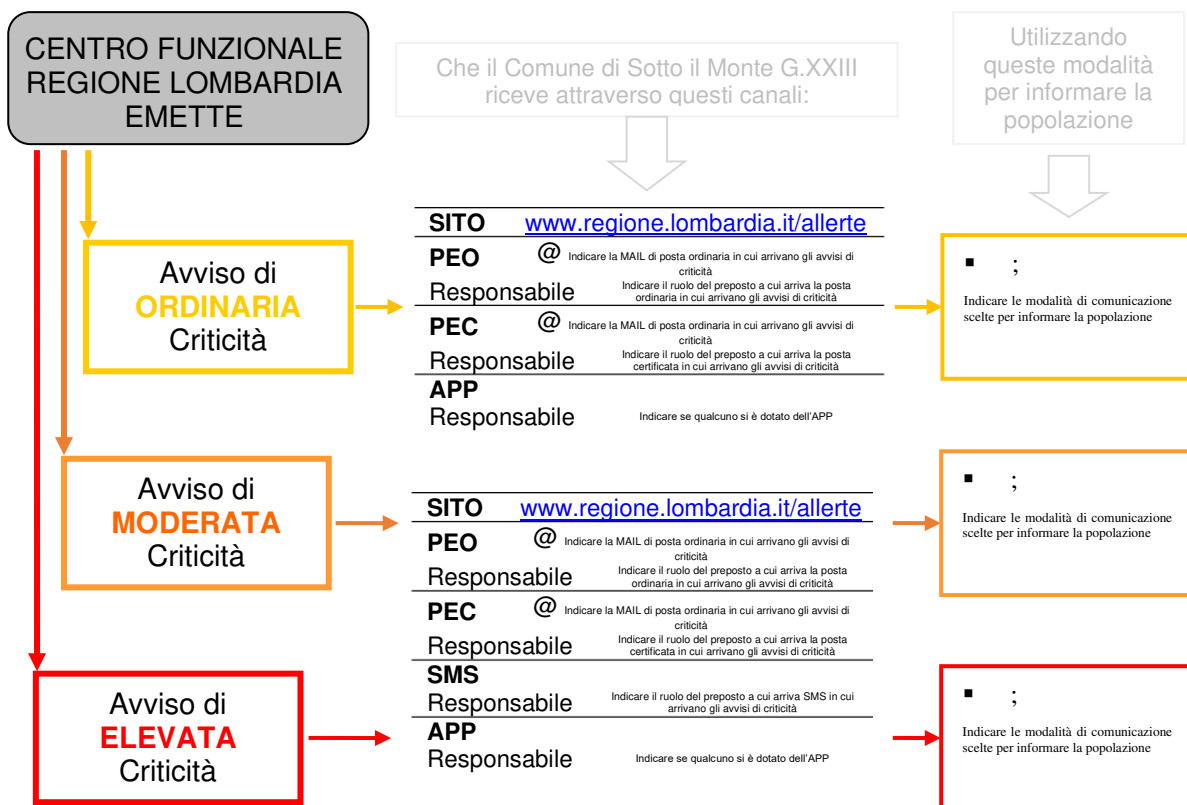 CENTRO FUNZIONALE
REGIONE LOMBARDIA
EMETTE
Che il Comune di Sotto il Monte G.XXIII
riceve attraverso questi canali:
Utilizzando
queste modalità
per informare la
popolazione
Avviso di
ORDINARIA
Criticità
SITO www.regione.lombardia.it/allerte
PEO @ Indicare la MAIL di posta ordinaria in cui arrivano gli avvisi di
criticità
Responsabile Indicare il ruolo del preposto a cui arriva la posta
ordinaria in cui arrivano gli avvisi di criticità
PEC @ Indicare la MAIL di posta ordinaria in cui arrivano gli avvisi di
criticità
Responsabile Indicare il ruolo del preposto a cui arriva la posta
certificata in cui arrivano gli avvisi di criticità
APP
Responsabile Indicare se qualcuno si è dotato dell'APP
▪ ;
Indicare le modalità di comunicazione
scelte per informare la popolazione
Avviso di
MODERATA
Criticità
SITO www.regione.lombardia.it/allerte
PEO @ Indicare la MAIL di posta ordinaria in cui arrivano gli avvisi di
criticità
Responsabile Indicare il ruolo del preposto a cui arriva la posta
ordinaria in cui arrivano gli avvisi di criticità
PEC @ Indicare la MAIL di posta ordinaria in cui arrivano gli avvisi di
criticità
Responsabile Indicare il ruolo del preposto a cui arriva la posta
certificata in cui arrivano gli avvisi di criticità
SMS
Responsabile Indicare il ruolo del preposto a cui arriva SMS in cui
arrivano gli avvisi di criticità
APP
Responsabile Indicare se qualcuno si è dotato dell'APP
▪ ;
Indicare le modalità di comunicazione
scelte per informare la popolazione
Avviso di
ELEVATA
Criticità
▪ ;
Indicare le modalità di comunicazione
scelte per informare la popolazione